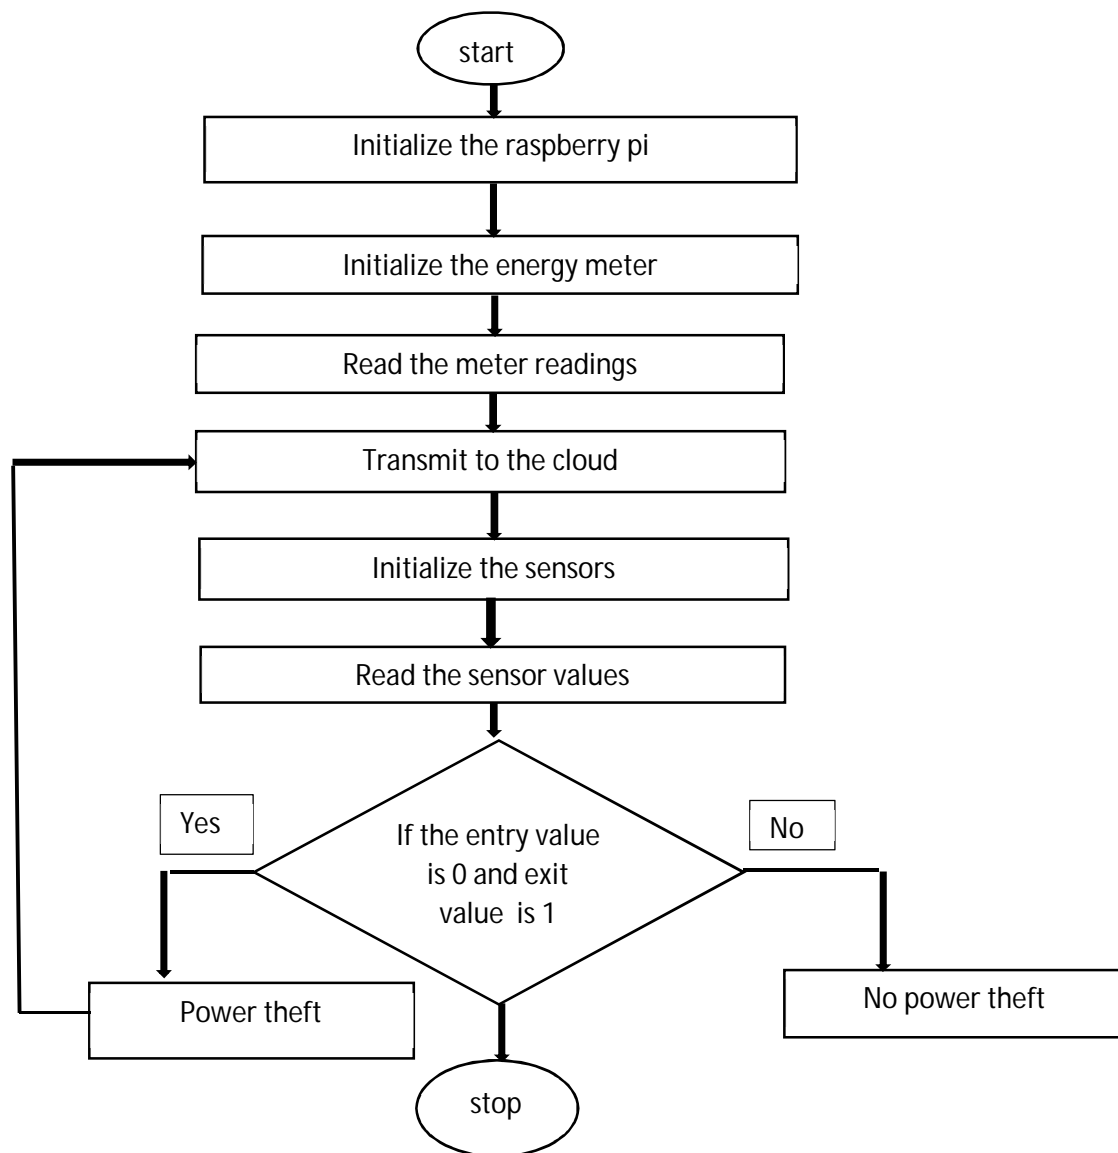 start
Initialize the raspberry pi
Initialize the energy meter
Read the meter readings
Transmit to the cloud
Initialize the sensors
Read the sensor values
Yes
No
If the entry value
is 0 and exit
value  is 1
Power theft
No power theft
stop